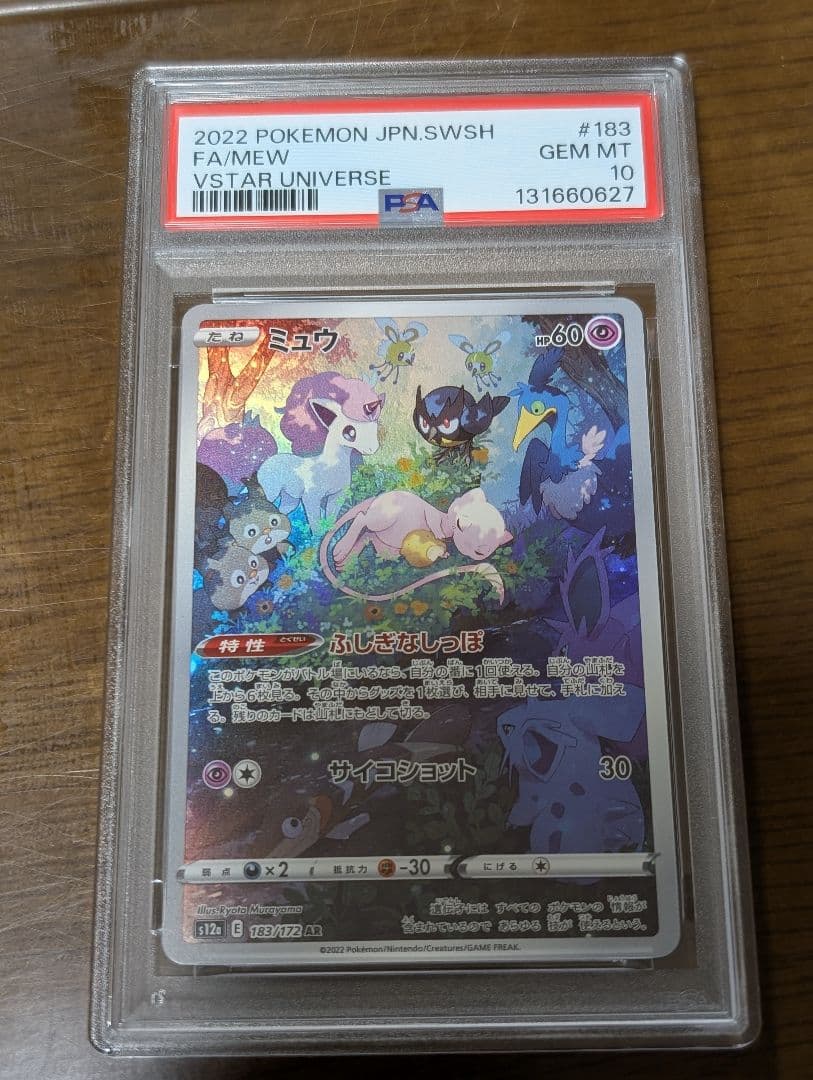 2022 POKEMON JPN.SWSH #183
FA/MEW GEM MT
VSTAR UNIVERSE 10
PSA 131660627
たね ミュウ HP60
特性 とくせい ふしぎなしっぽ
このポケモンがバトル場にいるなら、自分の番に1回使える。自分の山札を
上から6枚見る。その中からグッズを1枚選び、相手に見せて、手札に加え
る。残りのカードは山札にもどして切る。
サイコショット 30
弱点 ×2 抵抗力 -30 にげる
Illus. Ryota Murayama
遺伝子には すべての ポケモンの 情報が
含まれているので あらゆる 技が 使えるという。
s12a E 183/172 AR
©2022 Pokémon/Nintendo/Creatures/GAME FREAK.